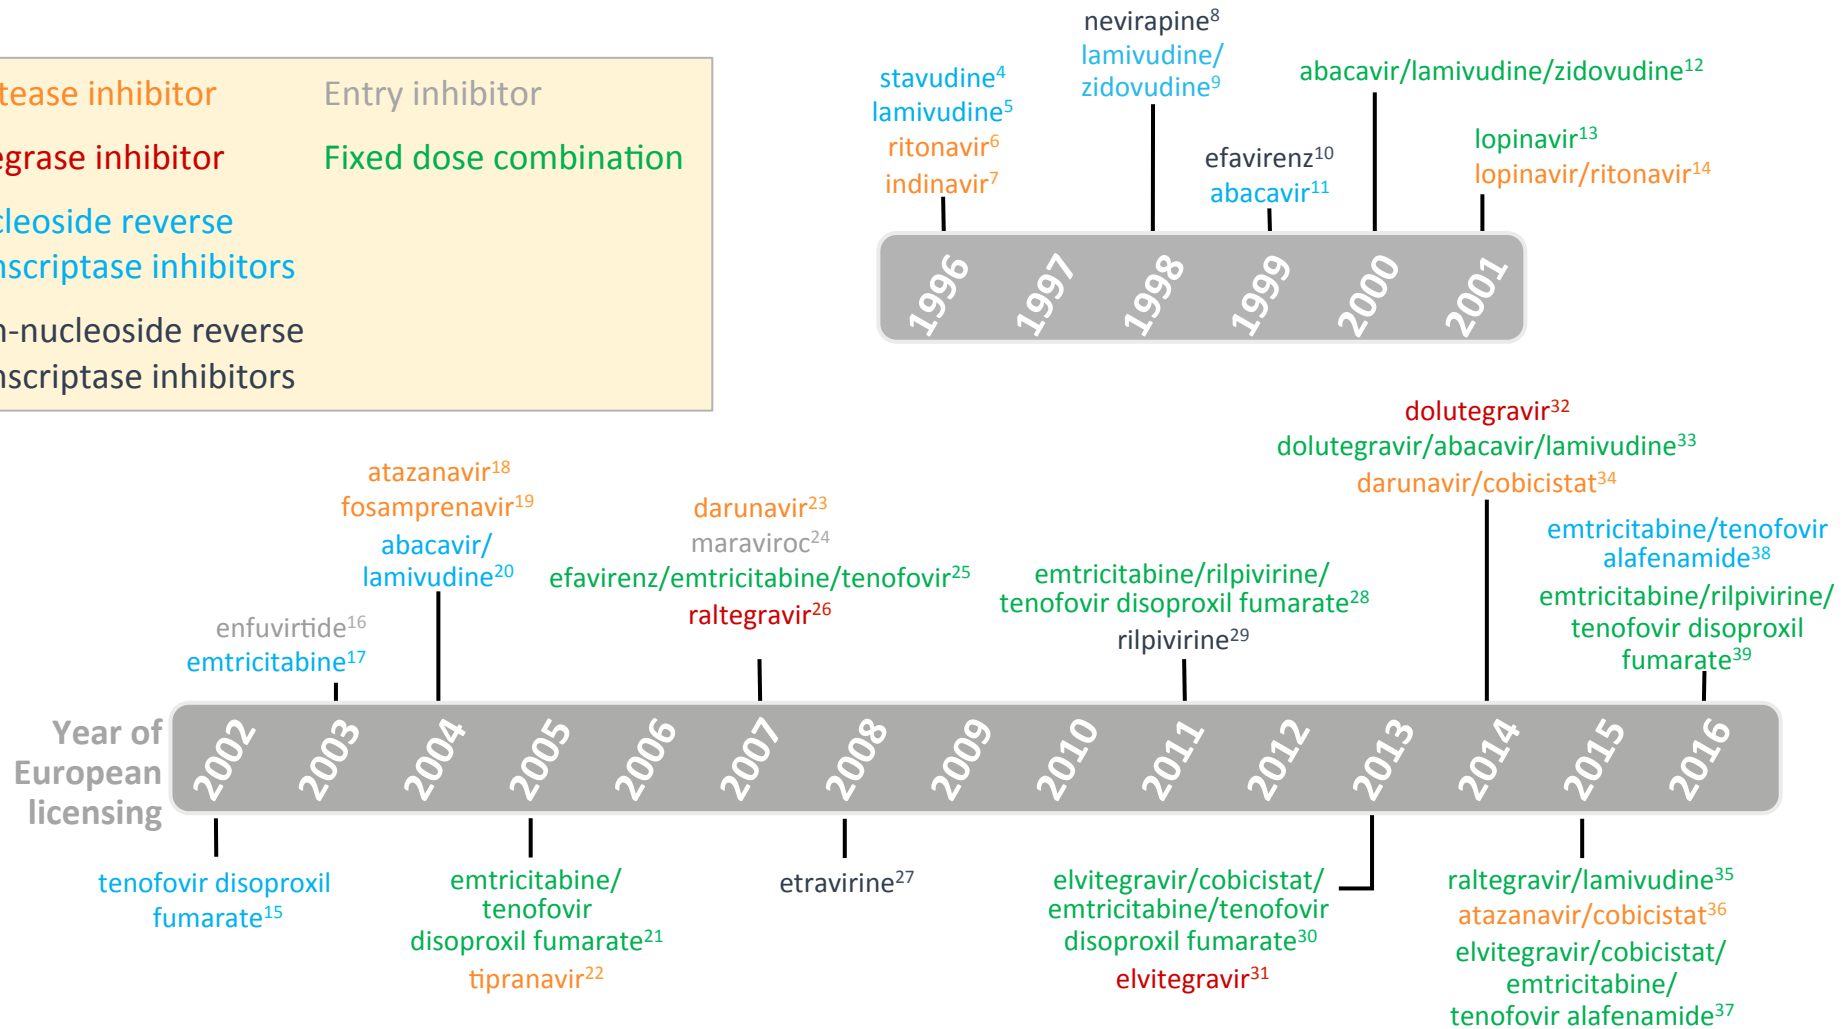 tease inhibitor
Entry inhibitor
egrase inhibitor
Fixed dose combination
cleoside reverse
nscriptase inhibitors
n-nucleoside reverse
nscriptase inhibitors
stavudine⁴
lamivudine⁵
ritonavir⁶
indinavir⁷
nevirapine⁸
lamivudine/
zidovudine⁹
efavirenz¹⁰
abacavir¹¹
abacavir/lamivudine/zidovudine¹²
lopinavir¹³
lopinavir/ritonavir¹⁴
1996
1997
1998
1999
2000
2001
enfuvirtide¹⁶
emtricitabine¹⁷
atazanavir¹⁸
fosamprenavir¹⁹
abacavir/
lamivudine²⁰
darunavir²³
maraviroc²⁴
efavirenz/emtricitabine/tenofovir²⁵
raltegravir²⁶
emtricitabine/rilpivirine/
tenofovir disoproxil fumarate²⁸
rilpivirine²⁹
dolutegravir³²
dolutegravir/abacavir/lamivudine³³
darunavir/cobicistat³⁴
emtricitabine/tenofovir
alafenamide³⁸
emtricitabine/rilpivirine/
tenofovir disoproxil
fumarate³⁹
Year of
European
licensing
2002
2003
2004
2005
2006
2007
2008
2009
2010
2011
2012
2013
2014
2015
2016
tenofovir disoproxil
fumarate¹⁵
emtricitabine/
tenofovir
disoproxil fumarate²¹
tipranavir²²
etravirine²⁷
elvitegravir/cobicistat/
emtricitabine/tenofovir
disoproxil fumarate³⁰
elvitegravir³¹
raltegravir/lamivudine³⁵
atazanavir/cobicistat³⁶
elvitegravir/cobicistat/
emtricitabine/
tenofovir alafenamide³⁷